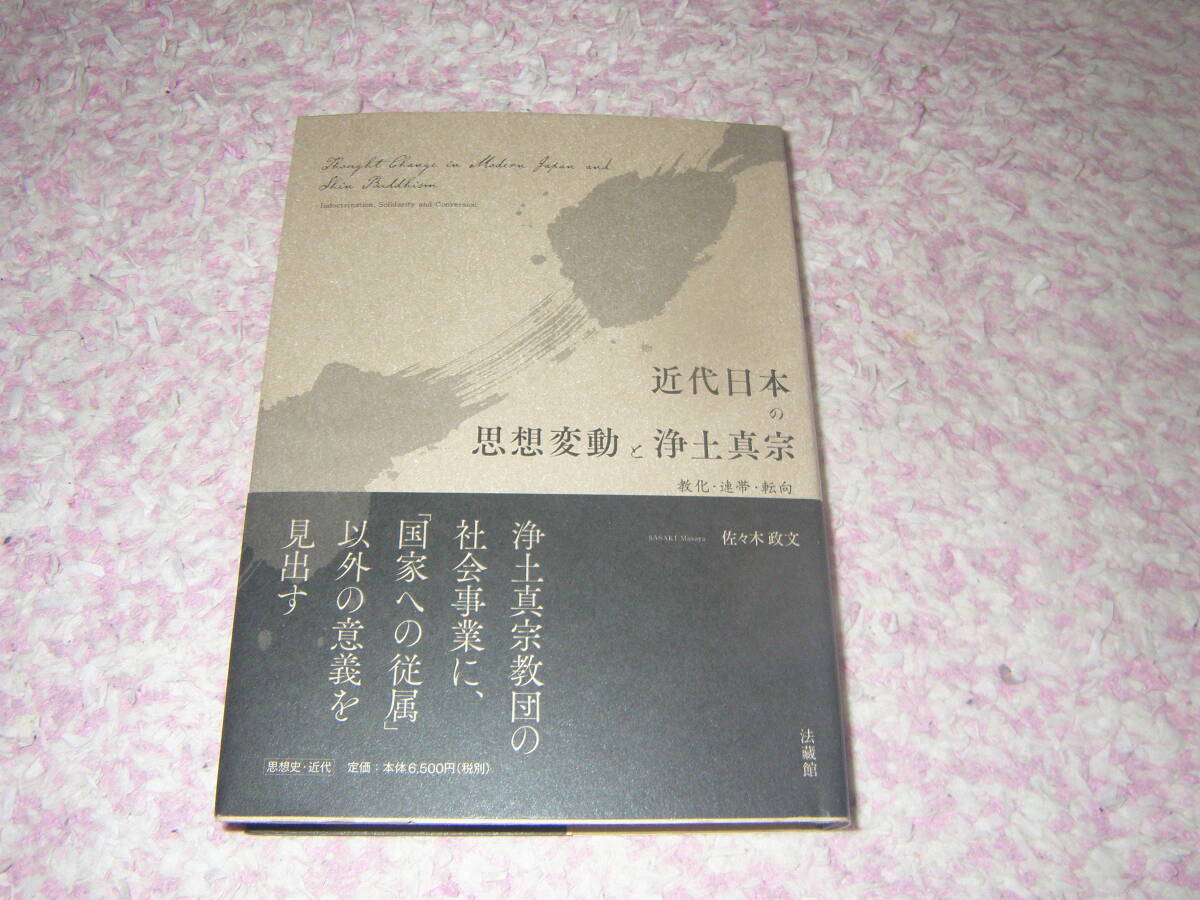 Thought Change in Modern Japan and
Shin Buddhism
Indoctrination, Solidarity and Conversion
近代日本
の
思想変動と浄土真宗
教化・連帯・転向
SASAKI Masaya
佐々木 政文
浄土真宗教団の
社会事業に、
「国家への従属」
以外の意義を
見出す
思想史・近代
定価：本体6,500円（税別）
法藏館